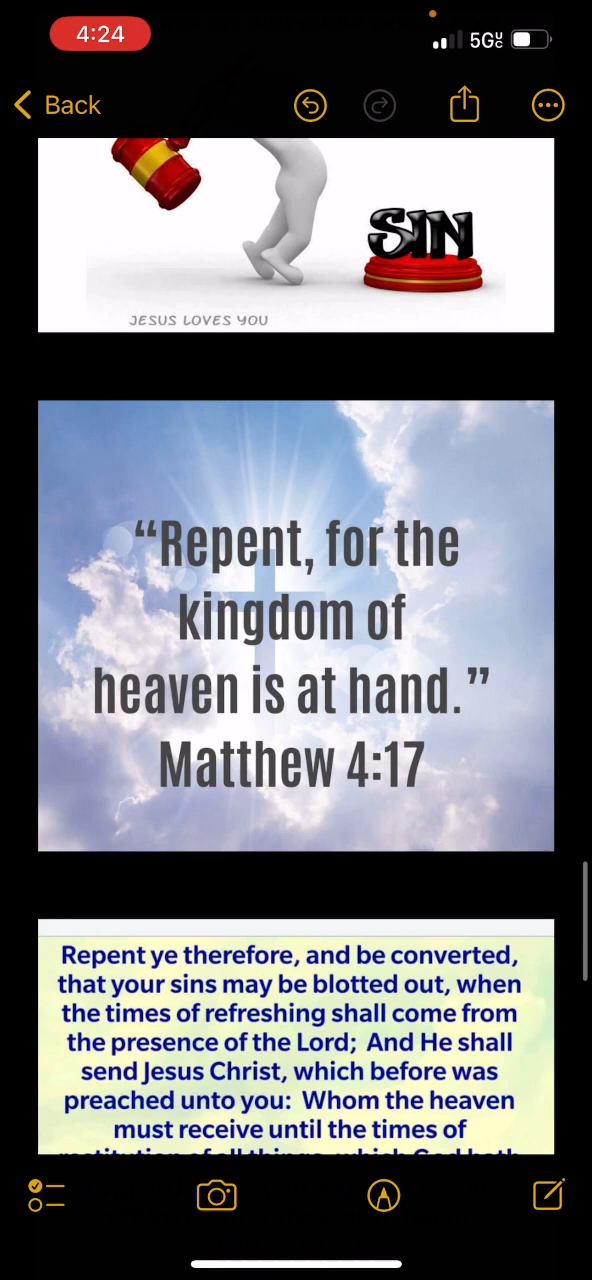 4:24
5G
Back
SIN
JESUS LOVES YOU
“Repent, for the
kingdom of
heaven is at hand.”
Matthew 4:17
Repent ye therefore, and be converted,
that your sins may be blotted out, when
the times of refreshing shall come from
the presence of the Lord;  And He shall
send Jesus Christ, which before was
preached unto you:  Whom the heaven
must receive until the times of